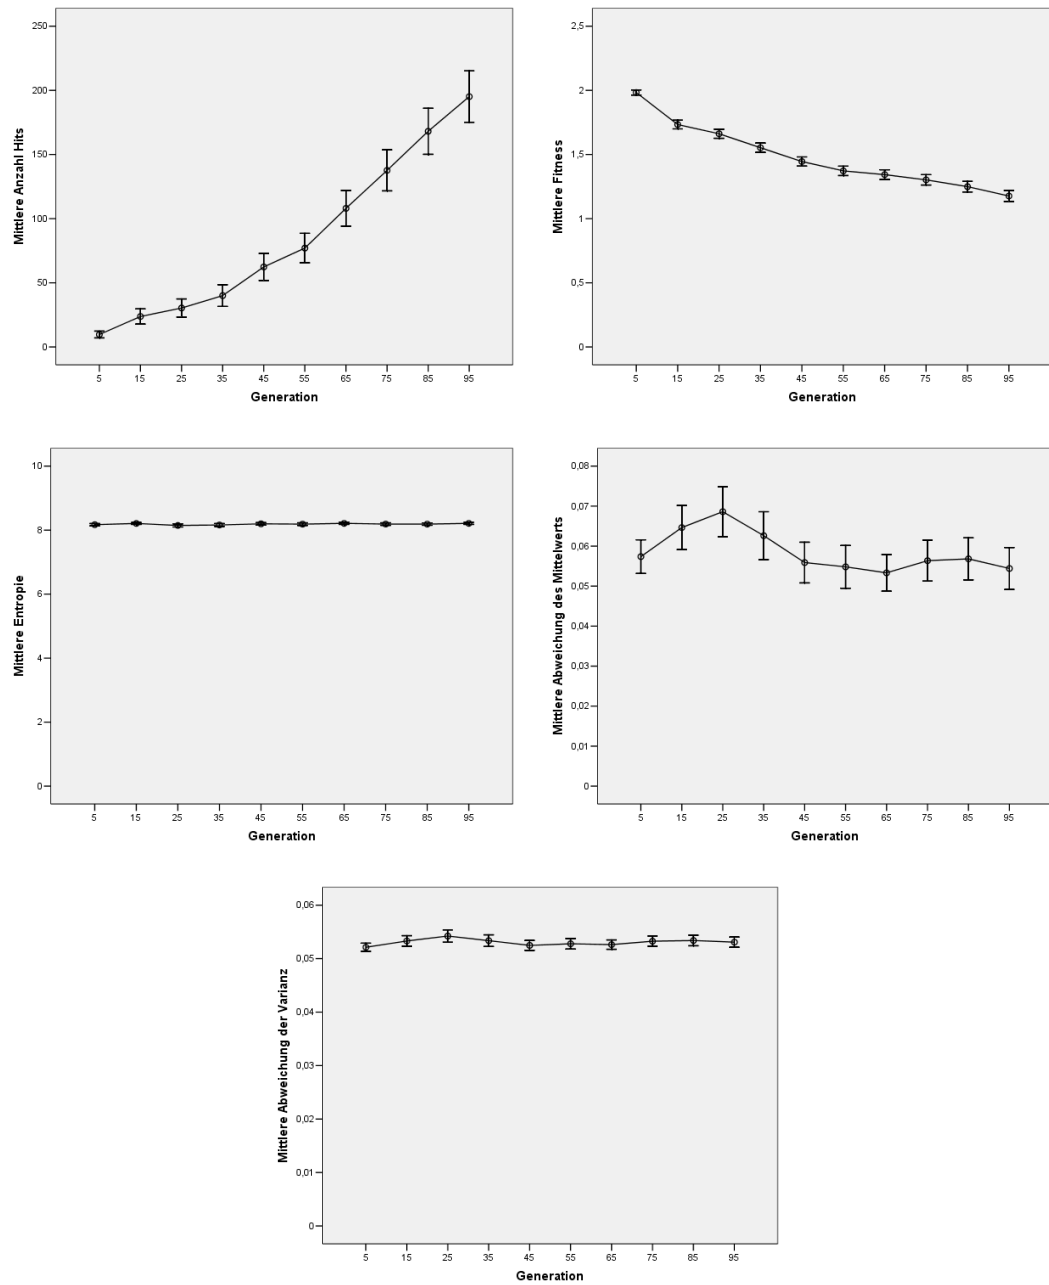 Mittlere Anzahl Hits
250
200
150
100
50
0
5 15 25 35 45 55 65 75 85 95
Generation
Mittlere Fitness
2,5
2
1,5
1
0,5
0
5 15 25 35 45 55 65 75 85 95
Generation
Mittlere Entropie
10
8
6
4
2
0
5 15 25 35 45 55 65 75 85 95
Generation
Mittlere Abweichung des Mittelwerts
0,08
0,07
0,06
0,05
0,04
0,03
0,02
0,01
0
5 15 25 35 45 55 65 75 85 95
Generation
Mittlere Abweichung der Varianz
0,06
0,05
0,04
0,03
0,02
0,01
0
5 15 25 35 45 55 65 75 85 95
Generation